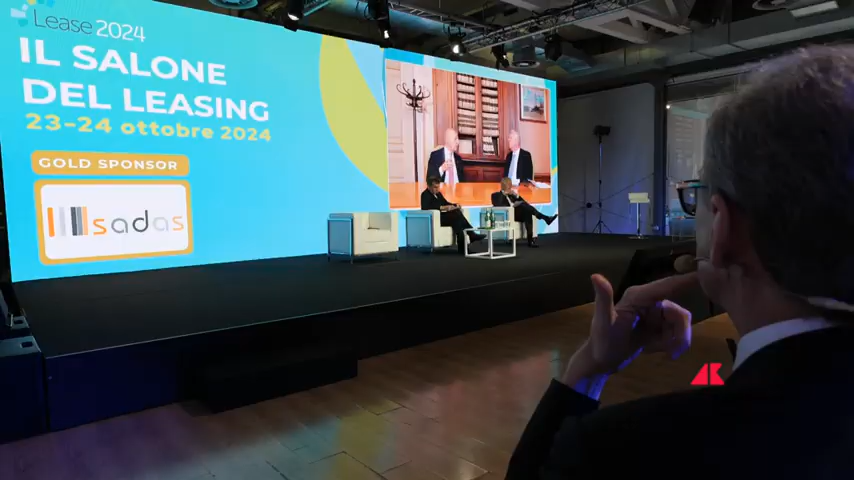 Lease2024
IL SALONE
DEL LEASING
23-24 ottobre 2024
GOLD SPONSOR
sadas